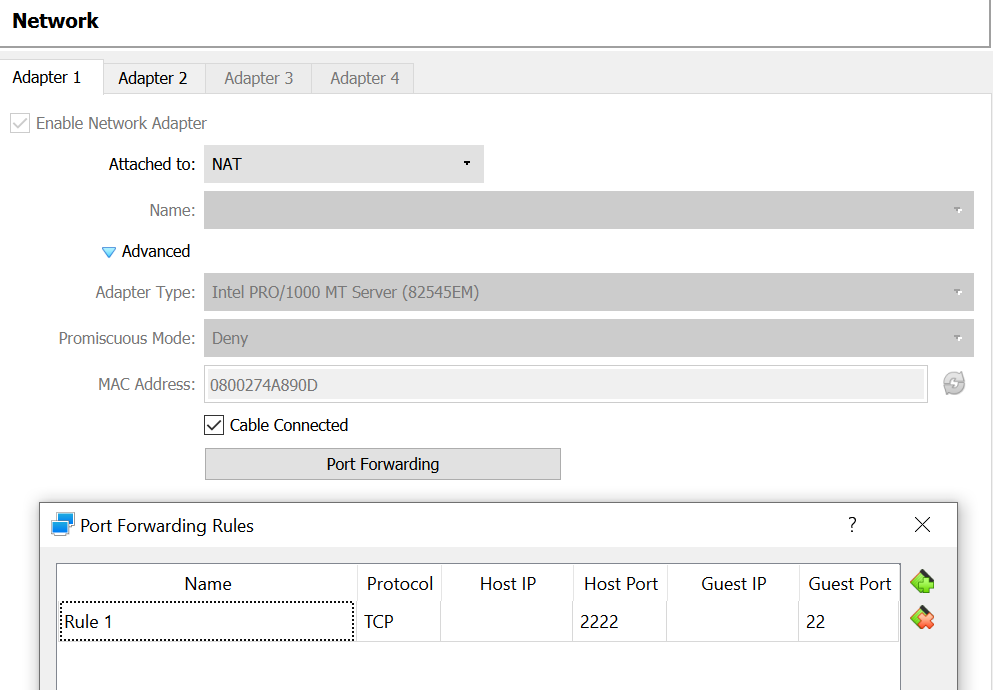 Network
Adapter 1 Adapter 2 Adapter 3 Adapter 4
Enable Network Adapter
Attached to: NAT
Name:
Advanced
Adapter Type: Intel PRO/1000 MT Server (82545EM)
Promiscuous Mode: Deny
MAC Address: 0800274A890D
Cable Connected
Port Forwarding
Port Forwarding Rules ?
Name Protocol Host IP Host Port Guest IP Guest Port
Rule 1 TCP 2222 22